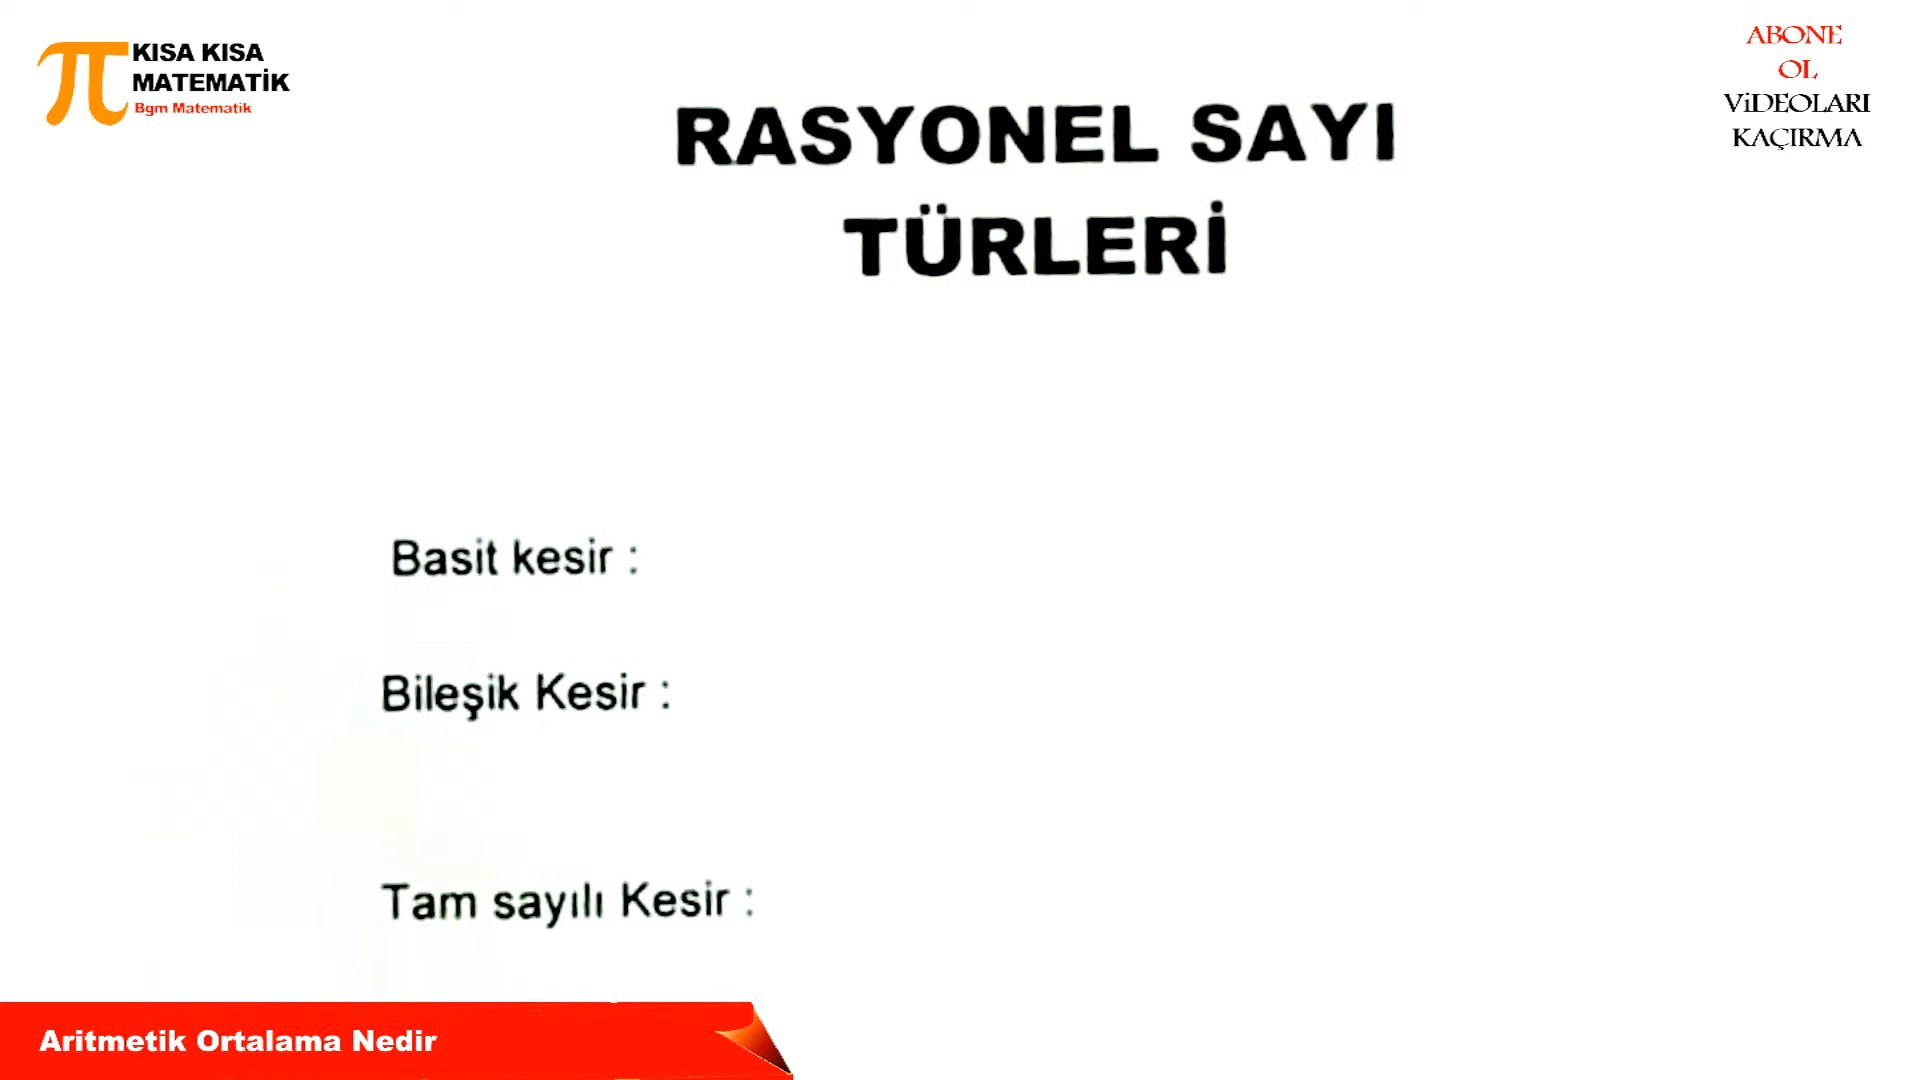 KISA KISA
MATEMATİK
Bgm Matematik
ABONE
OL
ViDEOLARI
KAÇIRMA
RASYONEL SAYI
TÜRLERİ
Basit kesir :
Bileşik Kesir :
Tam sayılı Kesir :
Aritmetik Ortalama Nedir